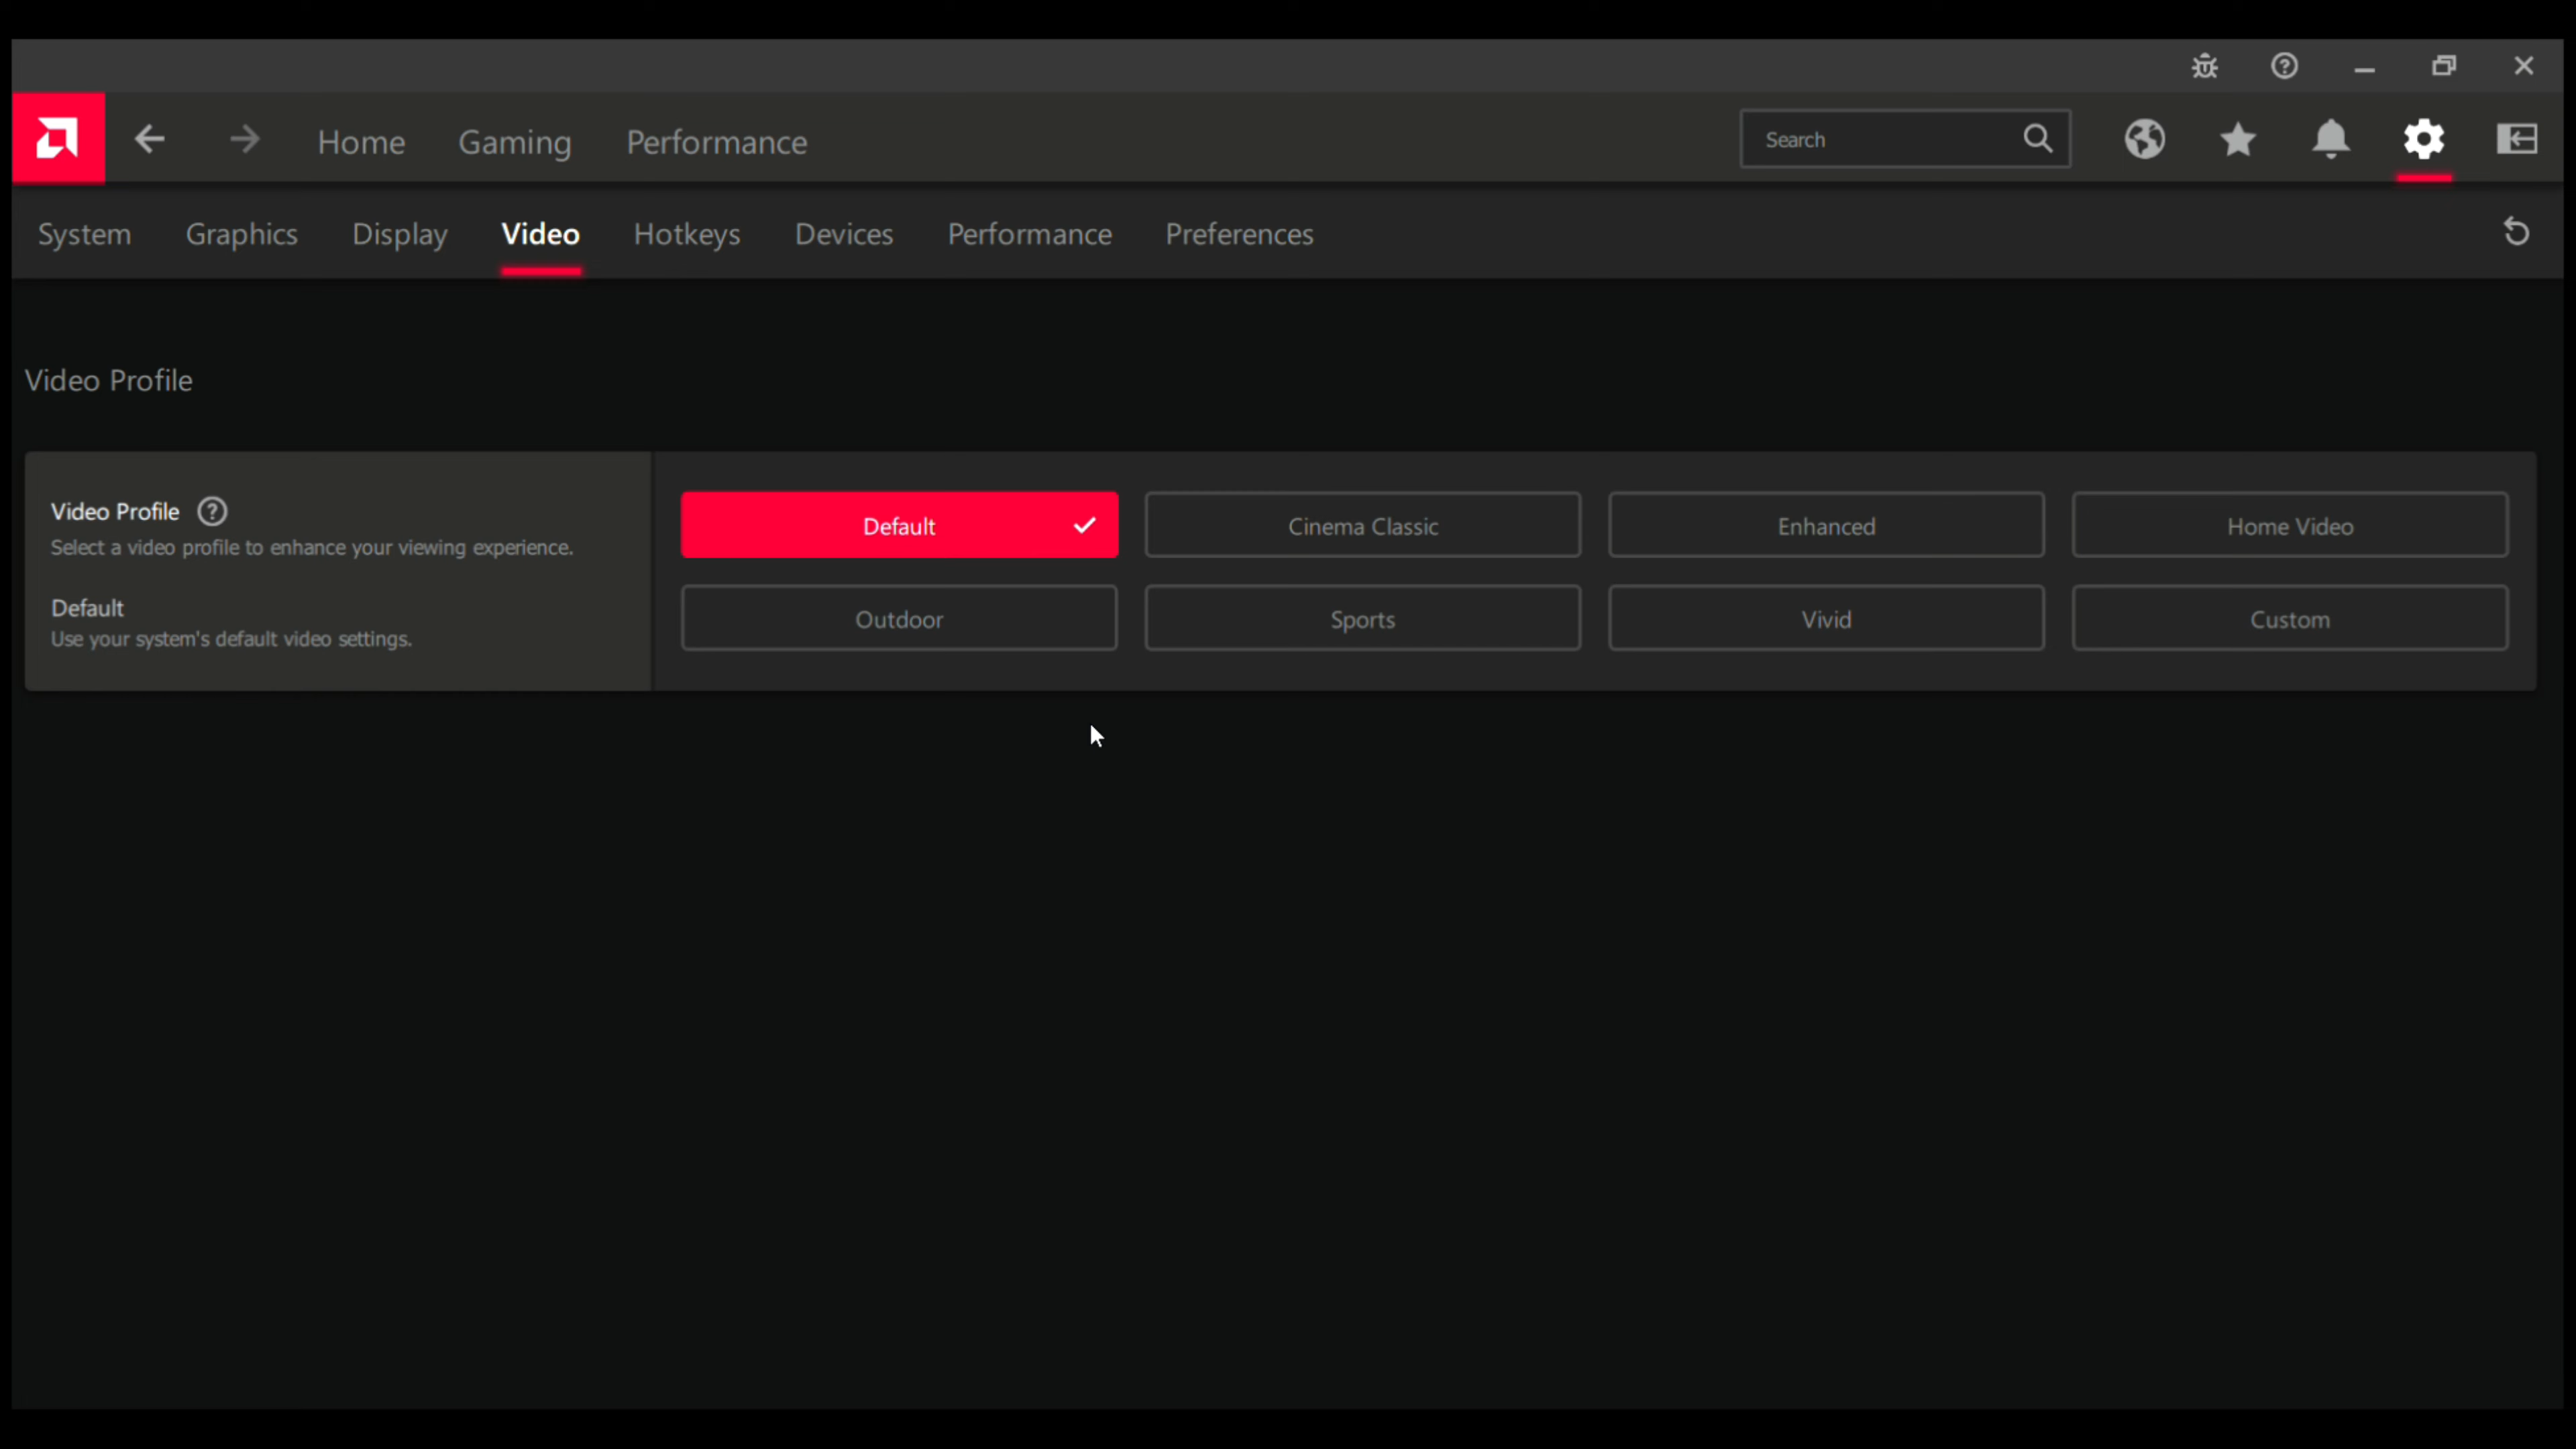 Home Gaming Performance Search
System Graphics Display Video Hotkeys Devices Performance Preferences
Video Profile
Video Profile
Select a video profile to enhance your viewing experience.
Default
Use your system's default video settings.
Default Cinema Classic Enhanced Home Video
Outdoor Sports Vivid Custom